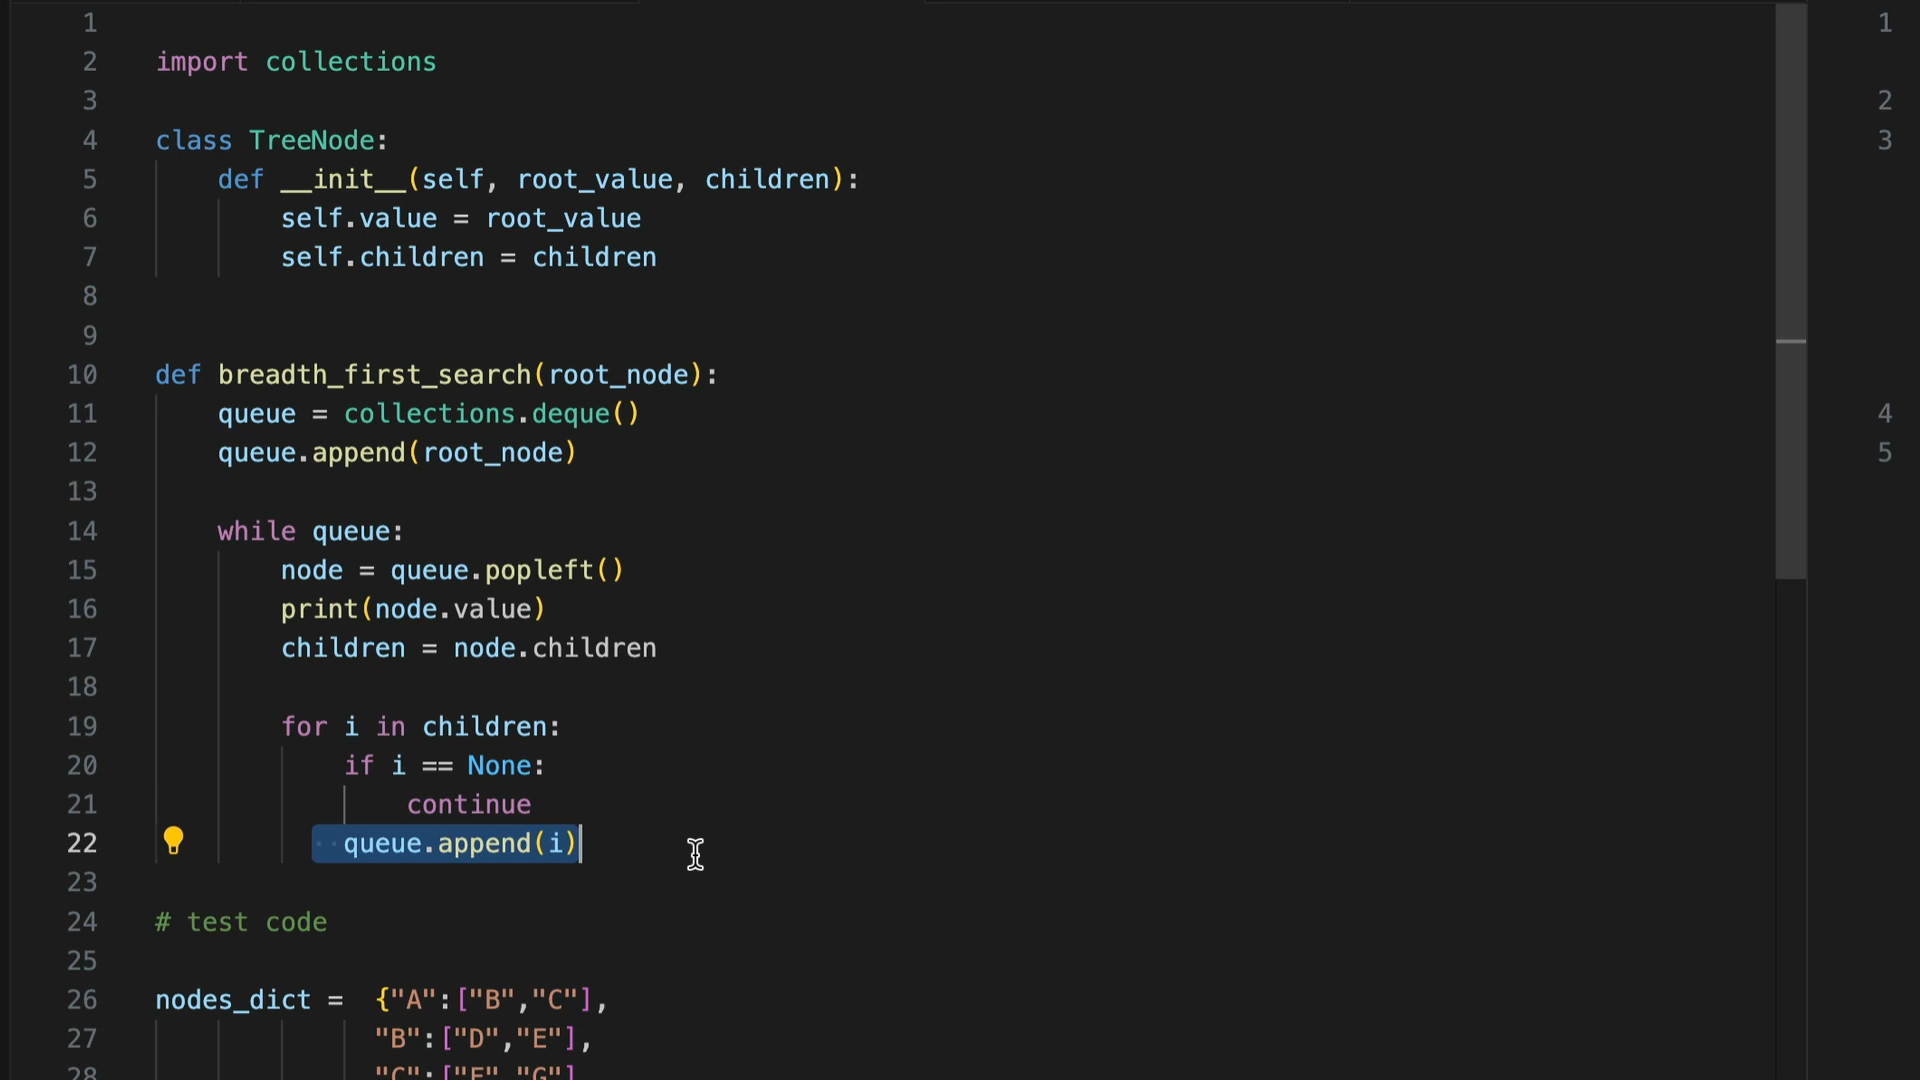 1
2 import collections
3
4 class TreeNode:
5 def __init__(self, root_value, children):
6 self.value = root_value
7 self.children = children
8
9
10 def breadth_first_search(root_node):
11 queue = collections.deque()
12 queue.append(root_node)
13
14 while queue:
15 node = queue.popleft()
16 print(node.value)
17 children = node.children
18
19 for i in children:
20 if i == None:
21 continue
22 queue.append(i)
23
24 # test code
25
26 nodes_dict = {"A":["B","C"],
27 "B":["D","E"],
28 "C":["F","G"]
1
2
3
4
5